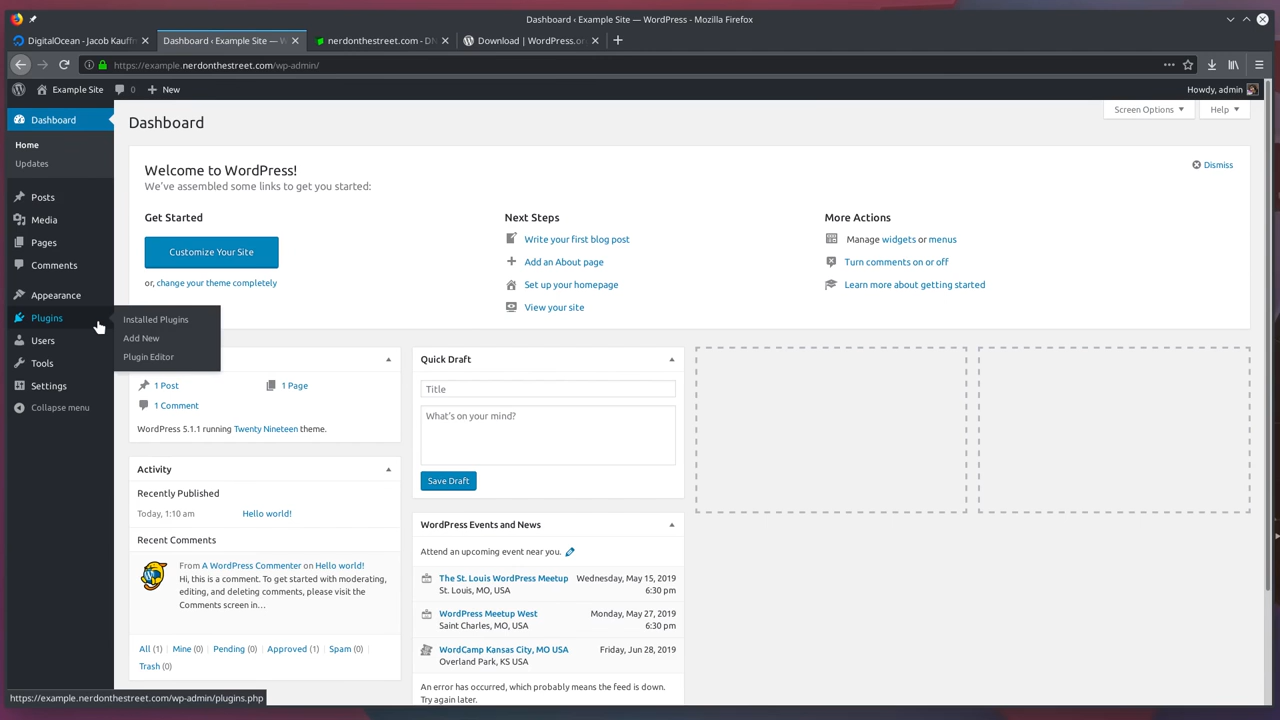 Dashboard ‹ Example Site — WordPress - Mozilla Firefox
DigitalOcean - Jacob Kauff
Dashboard ‹ Example Site — W
nerdonthestreet.com - DN
Download | WordPress.or
https://example.nerdonthestreet.com/wp-admin/
Example Site
0
New
Howdy, admin
Dashboard
Home
Updates
Posts
Media
Pages
Comments
Appearance
Plugins
Installed Plugins
Add New
Plugin Editor
Users
Tools
Settings
Collapse menu
Dashboard
Screen Options
Help
Welcome to WordPress!
We've assembled some links to get you started:
Dismiss
Get Started
Customize Your Site
or, change your theme completely
Next Steps
Write your first blog post
Add an About page
Set up your homepage
View your site
More Actions
Manage widgets or menus
Turn comments on or off
Learn more about getting started
1 Post
1 Page
1 Comment
WordPress 5.1.1 running Twenty Nineteen theme.
Activity
Recently Published
Today, 1:10 am
Hello world!
Recent Comments
From A WordPress Commenter on Hello world!
Hi, this is a comment. To get started with moderating,
editing, and deleting comments, please visit the
Comments screen in…
All (1) | Mine (0) | Pending (0) | Approved (1) | Spam (0) |
Trash (0)
Quick Draft
Title
What's on your mind?
Save Draft
WordPress Events and News
Attend an upcoming event near you.
The St. Louis WordPress Meetup
Wednesday, May 15, 2019
St. Louis, MO, USA
6:30 pm
WordPress Meetup West
Monday, May 27, 2019
Saint Charles, MO, USA
6:30 pm
WordCamp Kansas City, MO USA
Friday, Jun 28, 2019
Overland Park, KS USA
An error has occurred, which probably means the feed is down.
Try again later.
https://example.nerdonthestreet.com/wp-admin/plugins.php